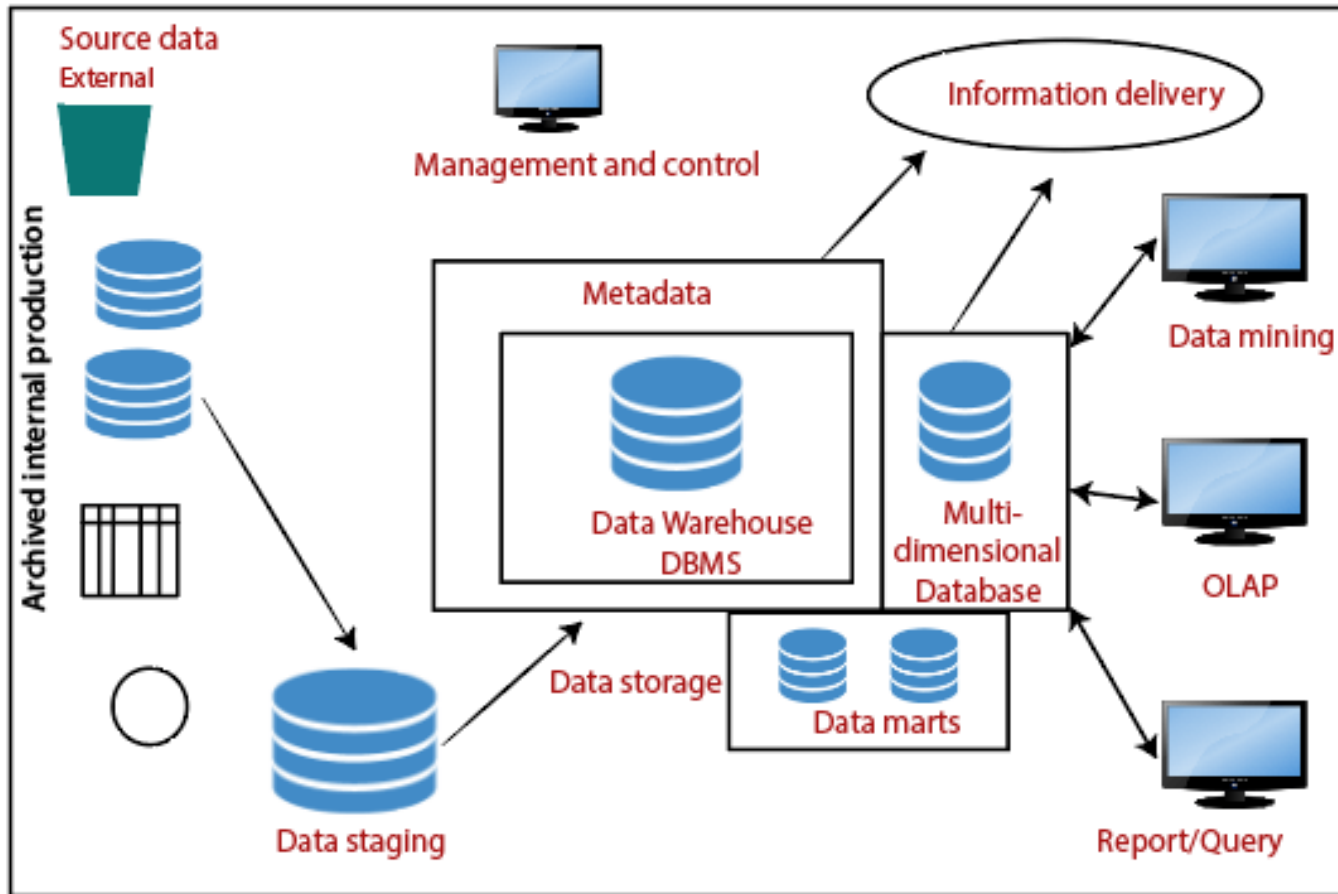 Source data
External
Archived internal production
Management and control
Information delivery
Metadata
Data Warehouse
DBMS
Multi-
dimensional
Database
Data mining
OLAP
Data storage
Data marts
Data staging
Report/Query